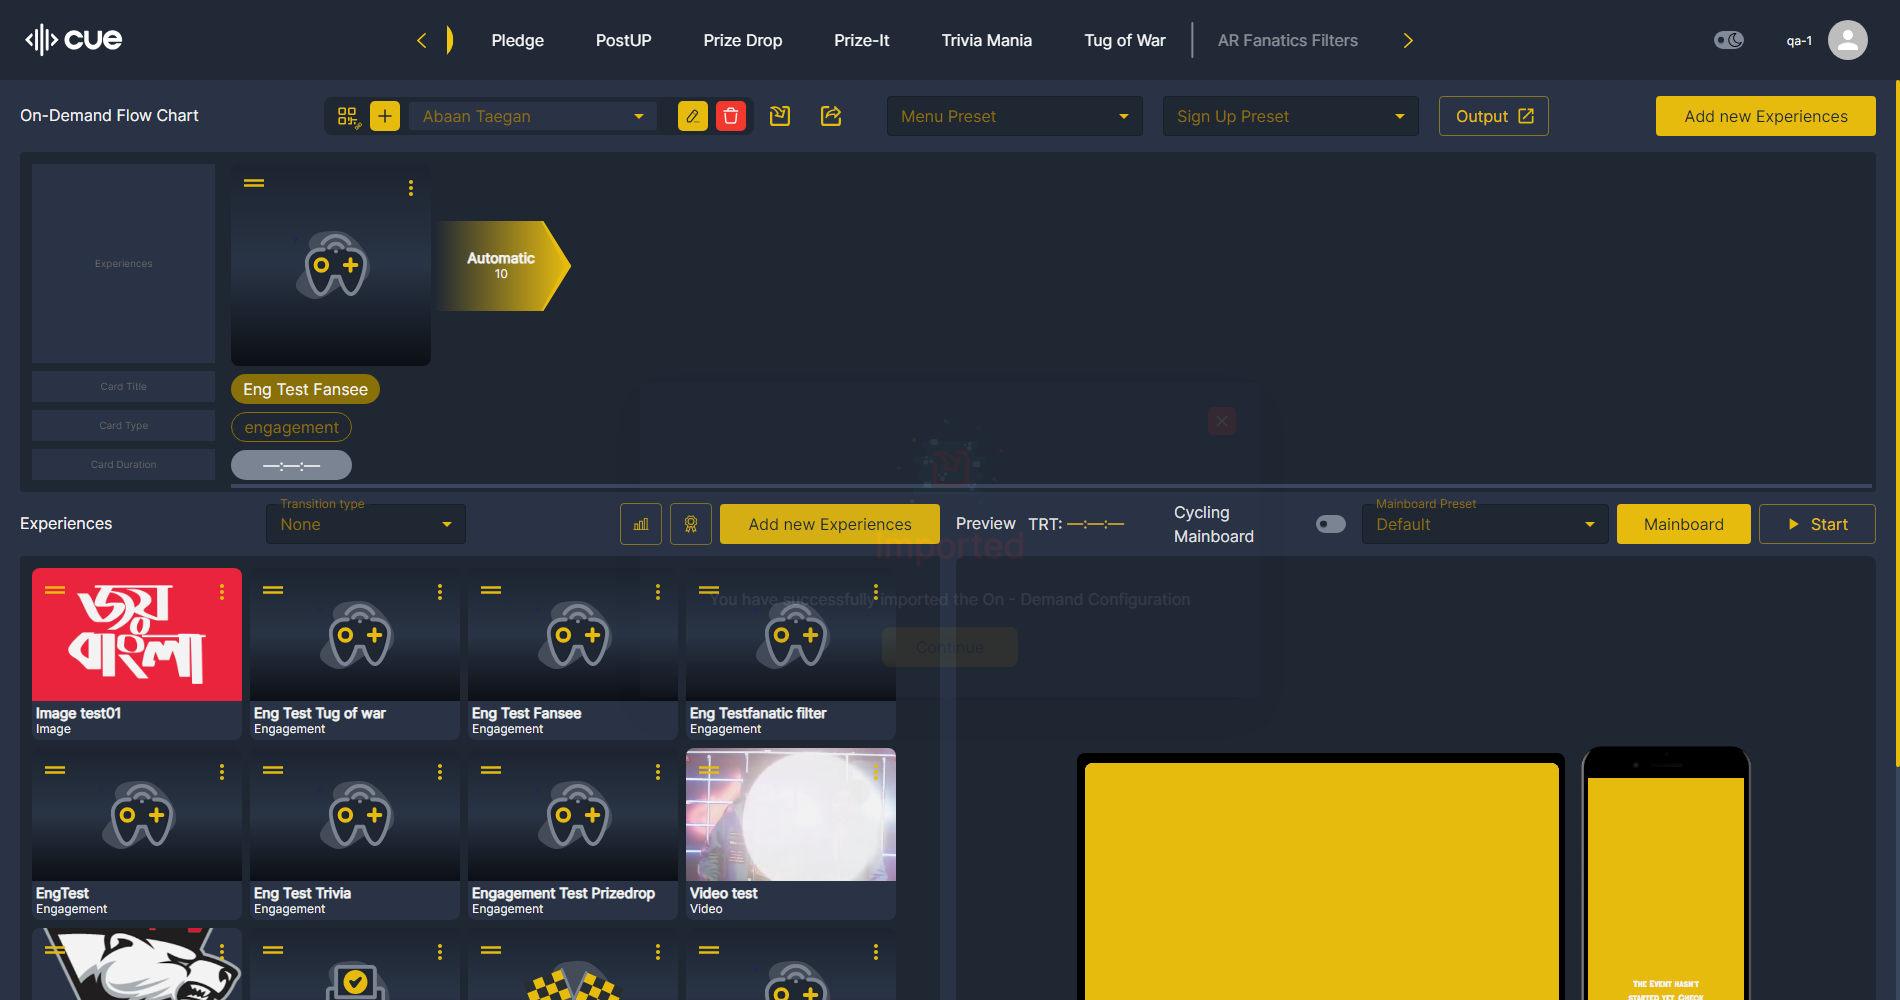 cue
Pledge
PostUP
Prize Drop
Prize-It
Trivia Mania
Tug of War
AR Fanatics Filters
qa-1
On-Demand Flow Chart
Abaan Taegan
Menu Preset
Sign Up Preset
Output
Add new Experiences
Experiences
Automatic
10
Card Title
Eng Test Fansee
Card Type
engagement
Card Duration
—:—:—
Experiences
Transition type
None
Add new Experiences
Preview
TRT: —:—:—
Cycling
Mainboard
Mainboard Preset
Default
Mainboard
Start
Imported
You have successfully imported the On - Demand Configuration
Continue
জয়
বাংলা
Image test01
Image
Eng Test Tug of war
Engagement
Eng Test Fansee
Engagement
Eng Testfanatic filter
Engagement
EngTest
Engagement
Eng Test Trivia
Engagement
Engagement Test Prizedrop
Engagement
Video test
Video
The Event hasn't
started yet. Check